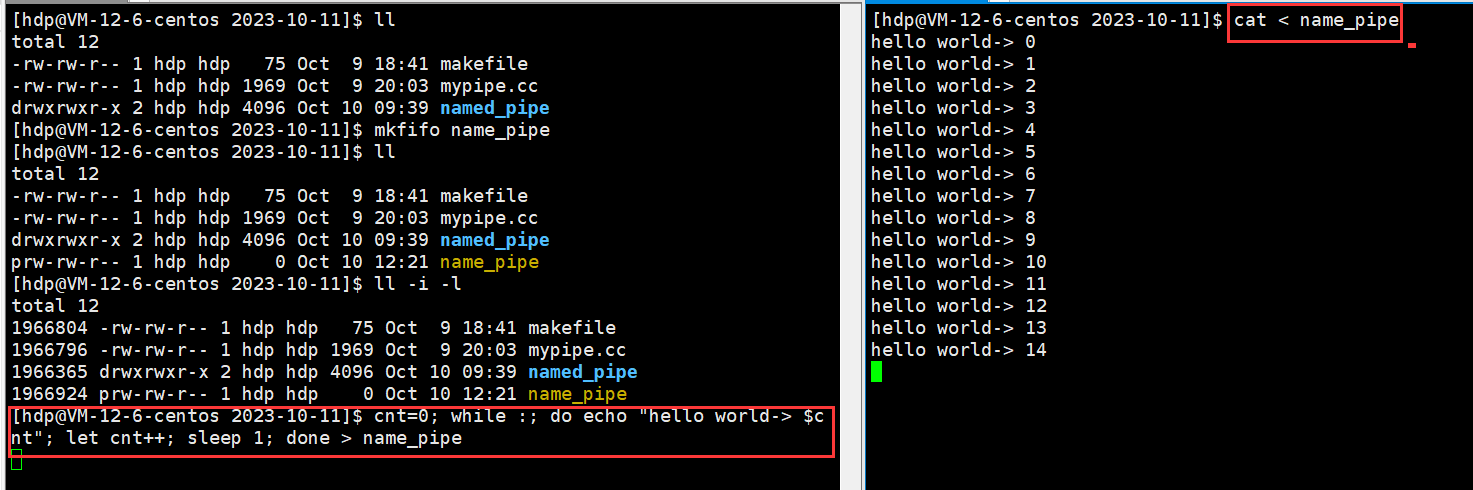 [hdp@VM-12-6-centos 2023-10-11]$ ll
total 12
-rw-rw-r-- 1 hdp hdp   75 Oct  9 18:41 makefile
-rw-rw-r-- 1 hdp hdp 1969 Oct  9 20:03 mypipe.cc
drwxrwxr-x 2 hdp hdp 4096 Oct 10 09:39 named_pipe
[hdp@VM-12-6-centos 2023-10-11]$ mkfifo name_pipe
[hdp@VM-12-6-centos 2023-10-11]$ ll
total 12
-rw-rw-r-- 1 hdp hdp   75 Oct  9 18:41 makefile
-rw-rw-r-- 1 hdp hdp 1969 Oct  9 20:03 mypipe.cc
drwxrwxr-x 2 hdp hdp 4096 Oct 10 09:39 named_pipe
prw-rw-r-- 1 hdp hdp    0 Oct 10 12:21 name_pipe
[hdp@VM-12-6-centos 2023-10-11]$ ll -i -l
total 12
1966804 -rw-rw-r-- 1 hdp hdp   75 Oct  9 18:41 makefile
1966796 -rw-rw-r-- 1 hdp hdp 1969 Oct  9 20:03 mypipe.cc
1966365 drwxrwxr-x 2 hdp hdp 4096 Oct 10 09:39 named_pipe
1966924 prw-rw-r-- 1 hdp hdp    0 Oct 10 12:21 name_pipe
[hdp@VM-12-6-centos 2023-10-11]$ cnt=0; while :; do echo "hello world-> $c
nt"; let cnt++; sleep 1; done > name_pipe
[hdp@VM-12-6-centos 2023-10-11]$ cat < name_pipe
hello world-> 0
hello world-> 1
hello world-> 2
hello world-> 3
hello world-> 4
hello world-> 5
hello world-> 6
hello world-> 7
hello world-> 8
hello world-> 9
hello world-> 10
hello world-> 11
hello world-> 12
hello world-> 13
hello world-> 14